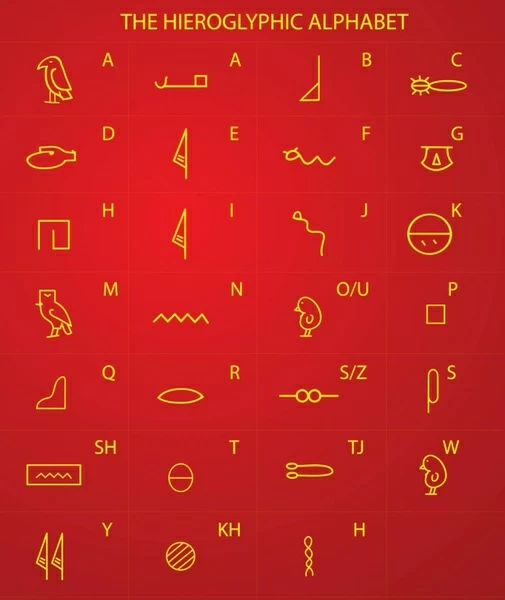 THE HIEROGLYPHIC ALPHABET
A A B C
D E F G
H I J K
M N O/U P
Q R S/Z S
SH T TJ W
Y KH H